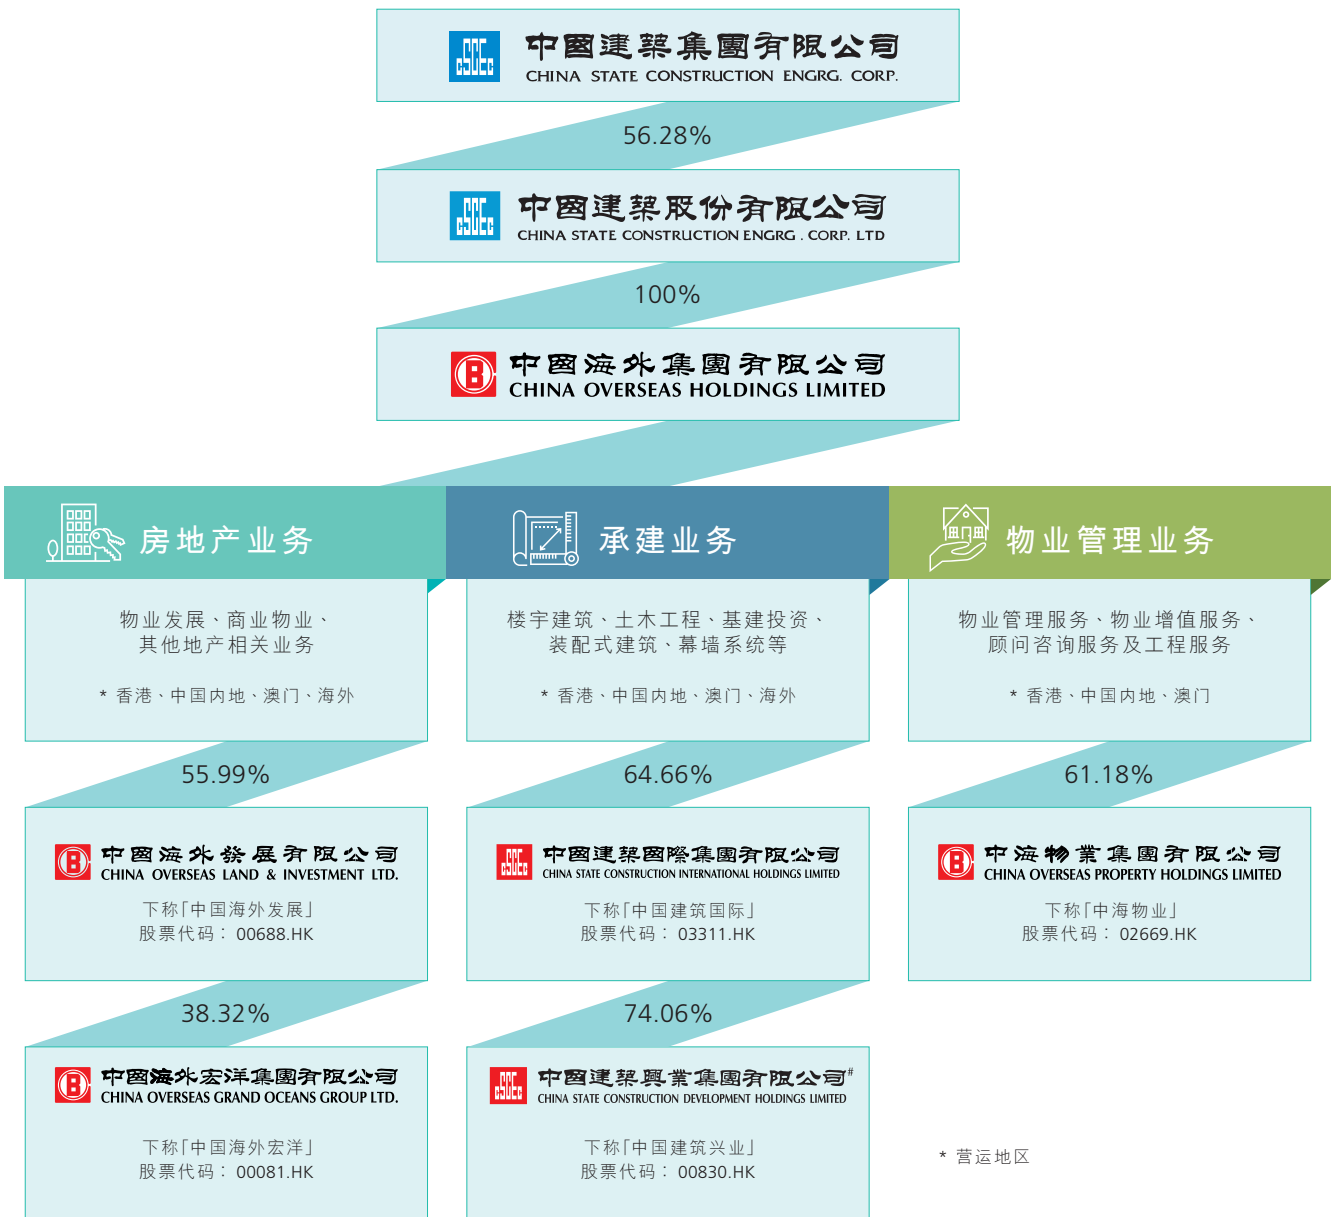 中國建築集團有限公司
CHINA STATE CONSTRUCTION ENGRG. CORP.
56.28%
中國建築股份有限公司
CHINA STATE CONSTRUCTION ENGRG . CORP. LTD
100%
中國海外集團有限公司
CHINA OVERSEAS HOLDINGS LIMITED
房地产业务
物业发展、商业物业、
其他地产相关业务
* 香港、中国内地、澳门、海外
55.99%
中國海外發展有限公司
CHINA OVERSEAS LAND & INVESTMENT LTD.
下称「中国海外发展」
股票代码：00688.HK
38.32%
中國海外宏洋集團有限公司
CHINA OVERSEAS GRAND OCEANS GROUP LTD.
下称「中国海外宏洋」
股票代码：00081.HK
承建业务
楼宇建筑、土木工程、基建投资、
装配式建筑、幕墙系统等
* 香港、中国内地、澳门、海外
64.66%
中國建築國際集團有限公司
CHINA STATE CONSTRUCTION INTERNATIONAL HOLDINGS LIMITED
下称「中国建筑国际」
股票代码：03311.HK
74.06%
中國建築興業集團有限公司#
CHINA STATE CONSTRUCTION DEVELOPMENT HOLDINGS LIMITED
下称「中国建筑兴业」
股票代码：00830.HK
物业管理业务
物业管理服务、物业增值服务、
顾问咨询服务及工程服务
* 香港、中国内地、澳门
61.18%
中海物業集團有限公司
CHINA OVERSEAS PROPERTY HOLDINGS LIMITED
下称「中海物业」
股票代码：02669.HK
* 营运地区